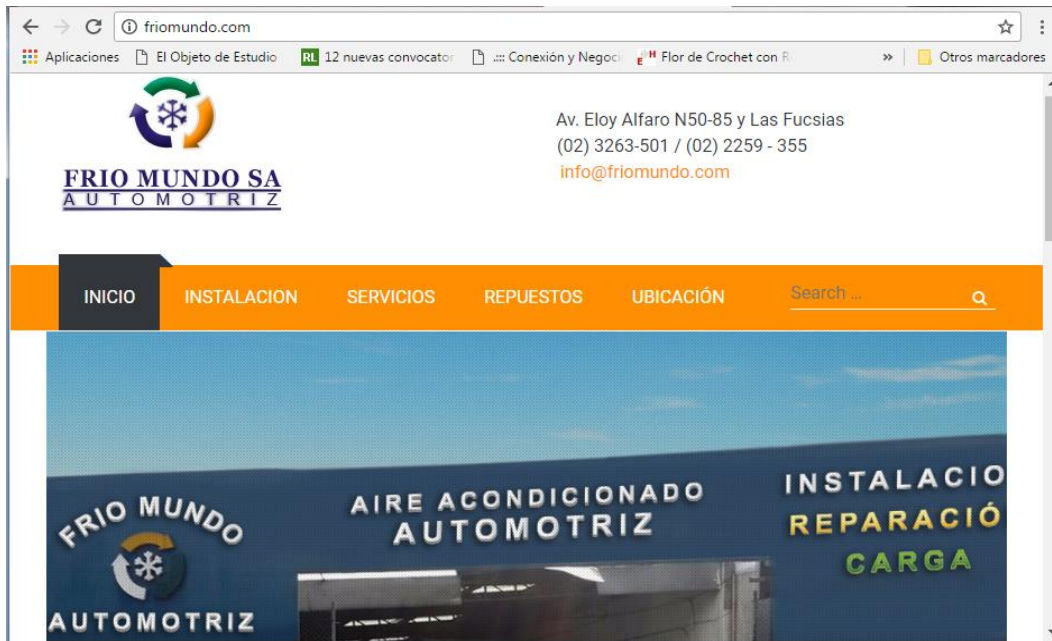 friomundo.com
Aplicaciones El Objeto de Estudio RL 12 nuevas convocator .::: Conexión y Negoci E H Flor de Crochet con R » Otros marcadores
FRIO MUNDO SA
AUTOMOTRIZ
Av. Eloy Alfaro N50-85 y Las Fucsias
(02) 3263-501 / (02) 2259 - 355
info@friomundo.com
INICIO INSTALACION SERVICIOS REPUESTOS UBICACIÓN Search ...
FRIO MUNDO
AUTOMOTRIZ
AIRE ACONDICIONADO
AUTOMOTRIZ
INSTALACIO
REPARACIÓ
CARGA